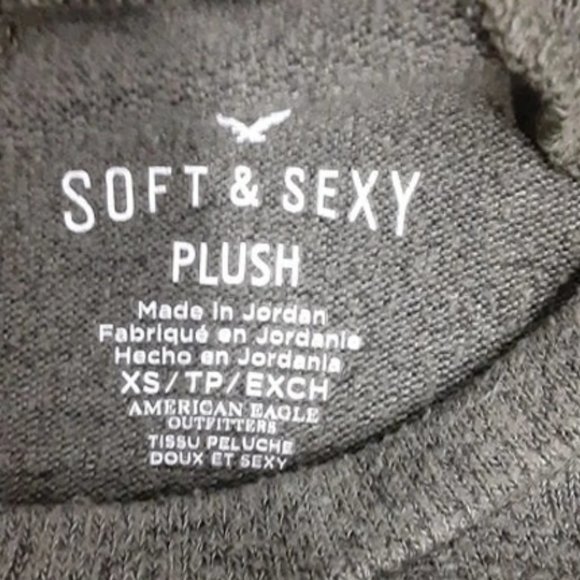 SOFT & SEXY
PLUSH
Made in Jordan
Fabriqué en Jordanie
Hecho en Jordania
XS/TP/EXCH
AMERICAN EAGLE
OUTFITTERS
TISSU PELUCHE
DOUX ET SEXY